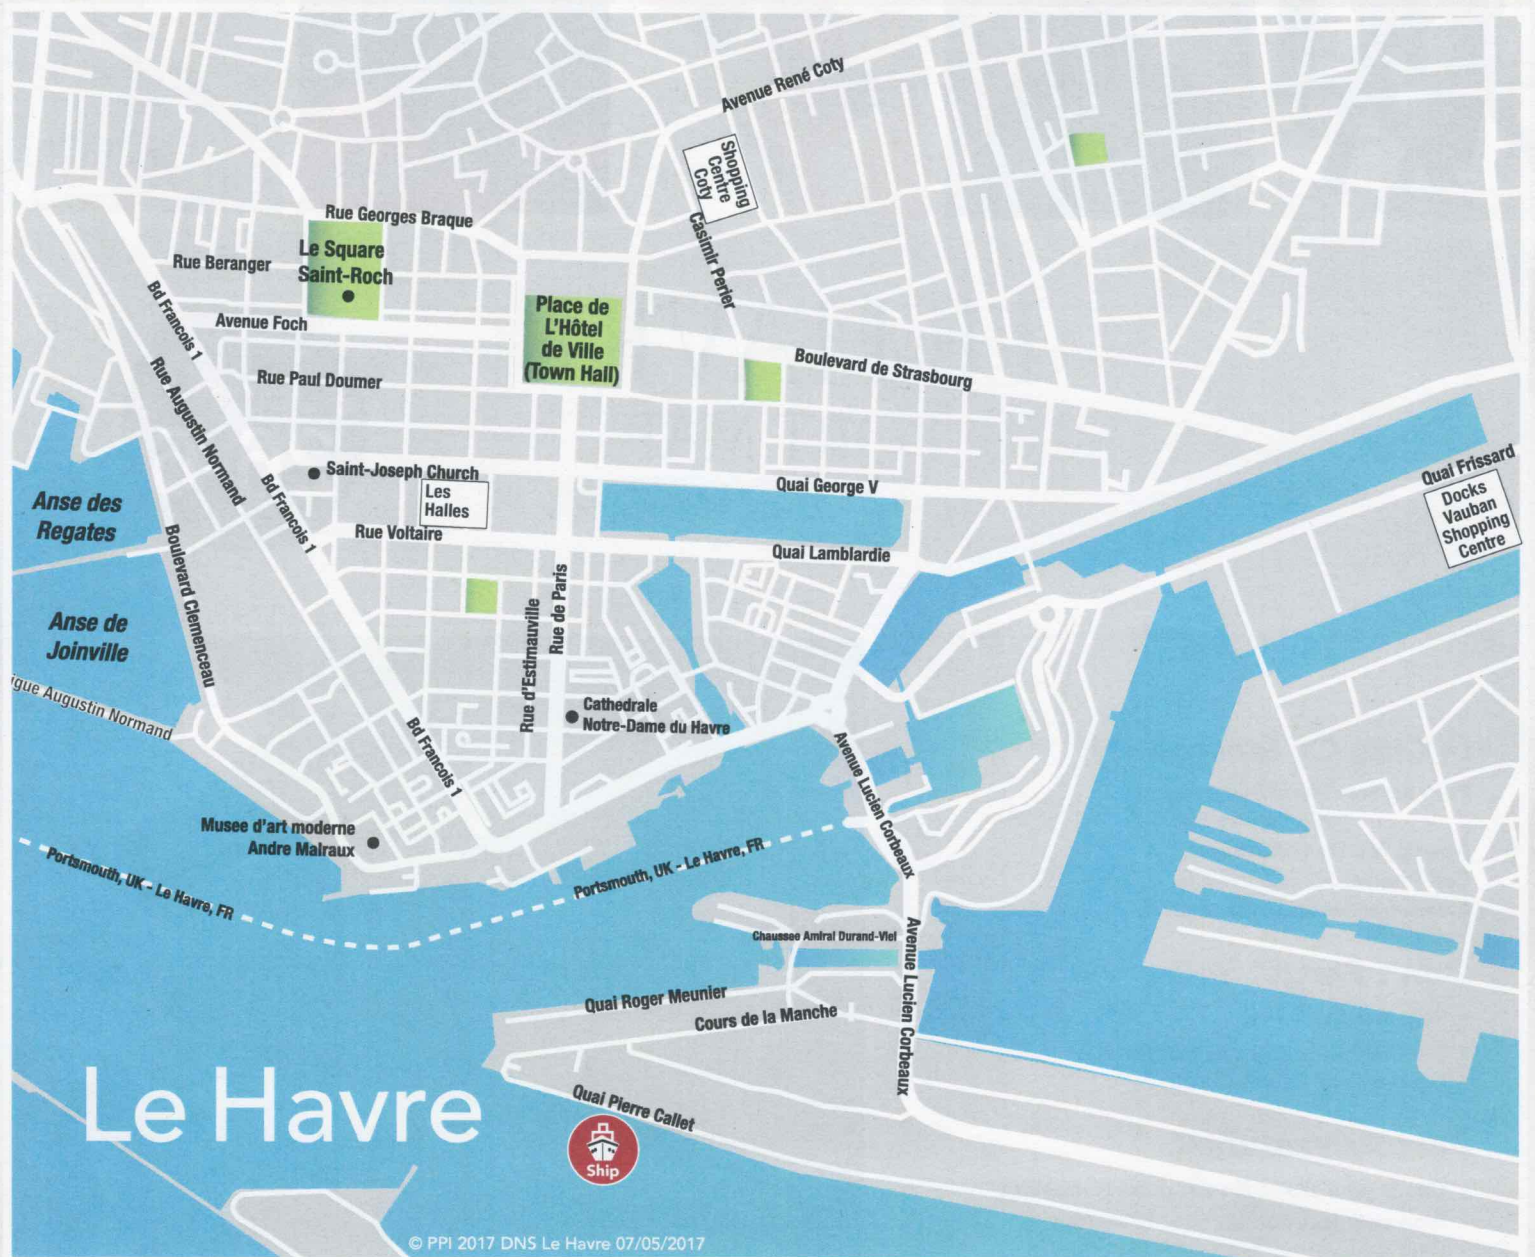 Avenue René Coty
Shopping
Centre
Coty
Rue Georges Braque
Le Square
Saint-Roch
Rue Beranger
Casimir Perier
Bd Francois 1
Avenue Foch
Place de
L'Hôtel
de Ville
(Town Hall)
Boulevard de Strasbourg
Rue Augustin Normand
Rue Paul Doumer
Saint-Joseph Church
Les
Halles
Quai George V
Quai Frissard
Docks
Vauban
Shopping
Centre
Anse des
Regates
Bd Francois 1
Rue Voltaire
Quai Lamblardie
Boulevard Clemenceau
Rue d'Estimauville
Rue de Paris
Anse de
Joinville
igue Augustin Normand
Cathedrale
Notre-Dame du Havre
Bd Francois 1
Avenue Lucien Corbeaux
Musee d'art moderne
Andre Malraux
Portsmouth, UK - Le Havre, FR
Portsmouth, UK - Le Havre, FR
Chaussee Amiral Durand-Viel
Avenue Lucien Corbeaux
Quai Roger Meunier
Cours de la Manche
Le Havre
Quai Pierre Callet
Ship
© PPI 2017 DNS Le Havre 07/05/2017